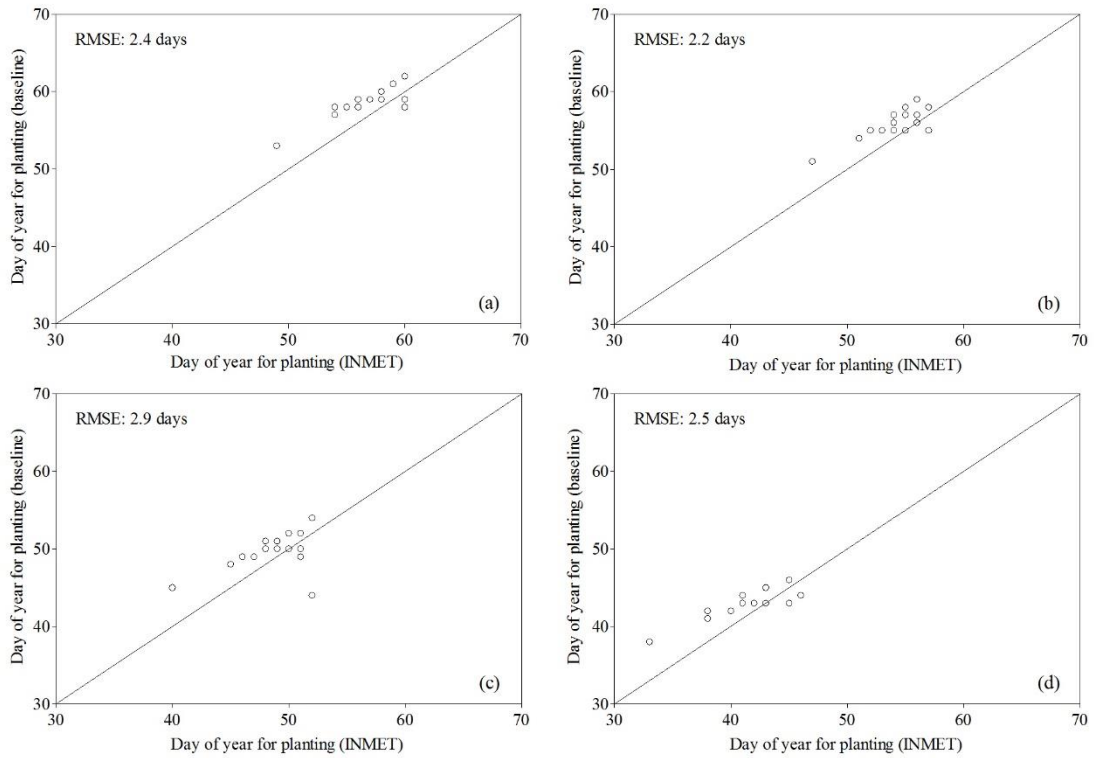 70
60
50
40
30
Day of year for planting (baseline)
RMSE: 2.4 days
(a)
30 40 50 60 70
Day of year for planting (INMET)
70
60
50
40
30
Day of year for planting (baseline)
RMSE: 2.2 days
(b)
30 40 50 60 70
Day of year for planting (INMET)
70
60
50
40
30
Day of year for planting (baseline)
RMSE: 2.9 days
(c)
30 40 50 60 70
Day of year for planting (INMET)
70
60
50
40
30
Day of year for planting (baseline)
RMSE: 2.5 days
(d)
30 40 50 60 70
Day of year for planting (INMET)